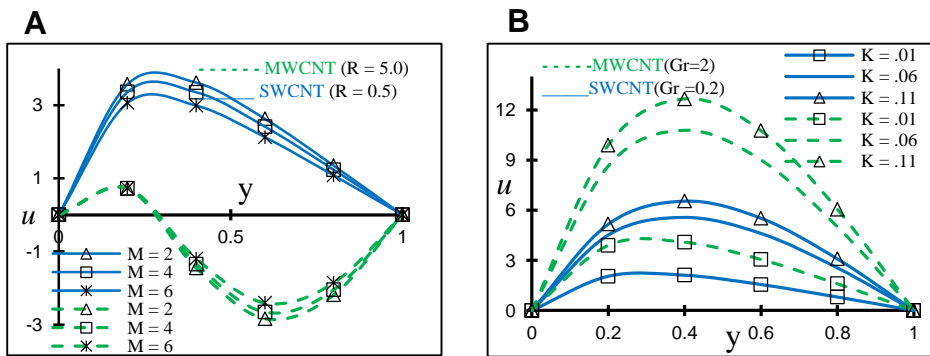 A
MWCNT (R = 5.0)
SWCNT (R = 0.5)
3
1
-1
-3
u
y
0
0.5
1
M = 2
M = 4
M = 6
M = 2
M = 4
M = 6
B
MWCNT(Gr=2)
SWCNT(Gr =0.2)
K = .01
K = .06
K = .11
K = .01
K = .06
K = .11
12
9
6
3
0
u
0
0.2
0.4
0.6
0.8
1
y